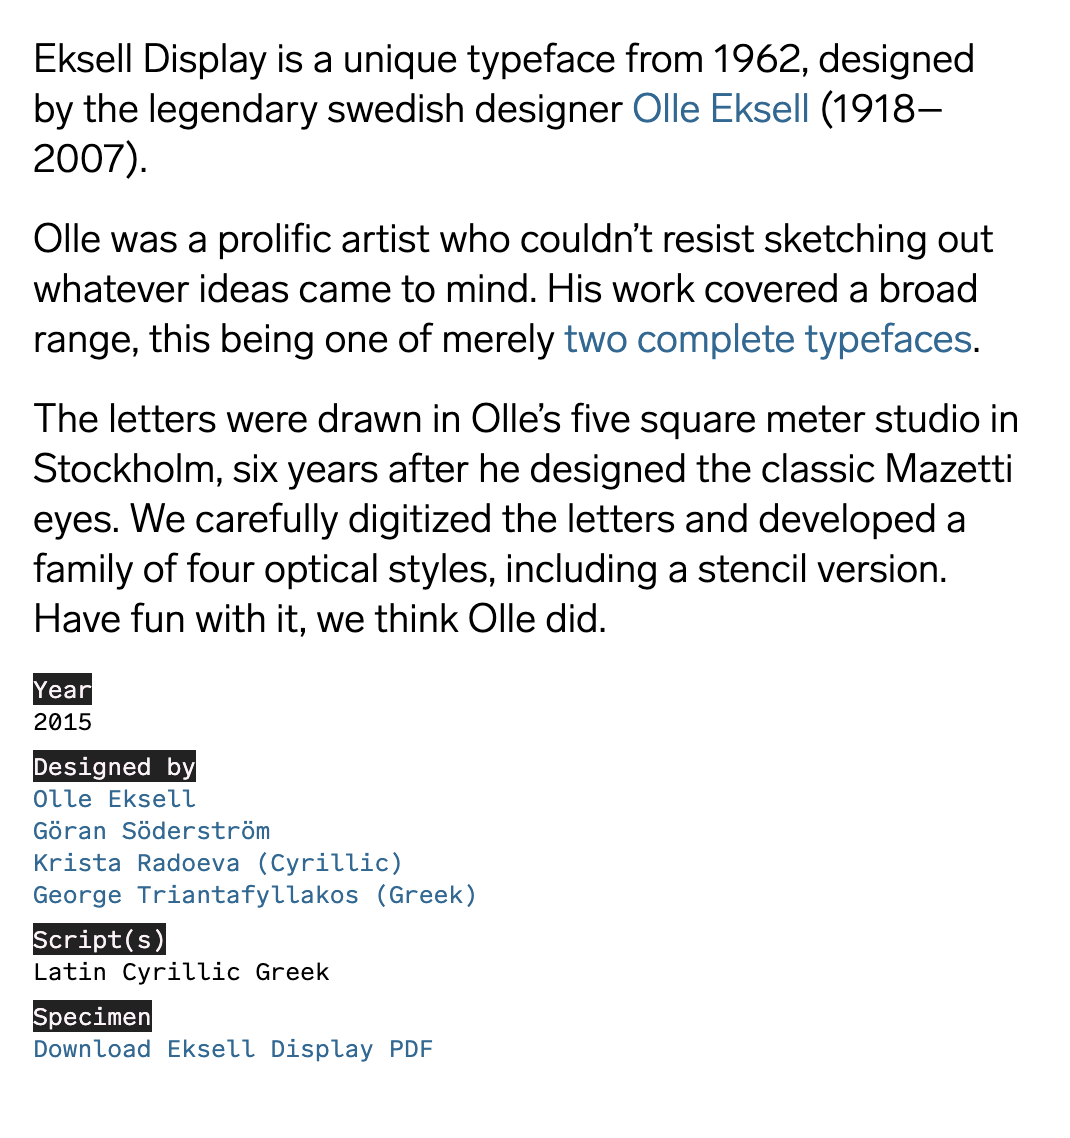 Eksell Display is a unique typeface from 1962, designed
by the legendary swedish designer Olle Eksell (1918–
2007).
Olle was a prolific artist who couldn’t resist sketching out
whatever ideas came to mind. His work covered a broad
range, this being one of merely two complete typefaces.
The letters were drawn in Olle’s five square meter studio in
Stockholm, six years after he designed the classic Mazetti
eyes. We carefully digitized the letters and developed a
family of four optical styles, including a stencil version.
Have fun with it, we think Olle did.
Year
2015
Designed by
Olle Eksell
Göran Söderström
Krista Radoeva (Cyrillic)
George Triantafyllakos (Greek)
Script(s)
Latin Cyrillic Greek
Specimen
Download Eksell Display PDF